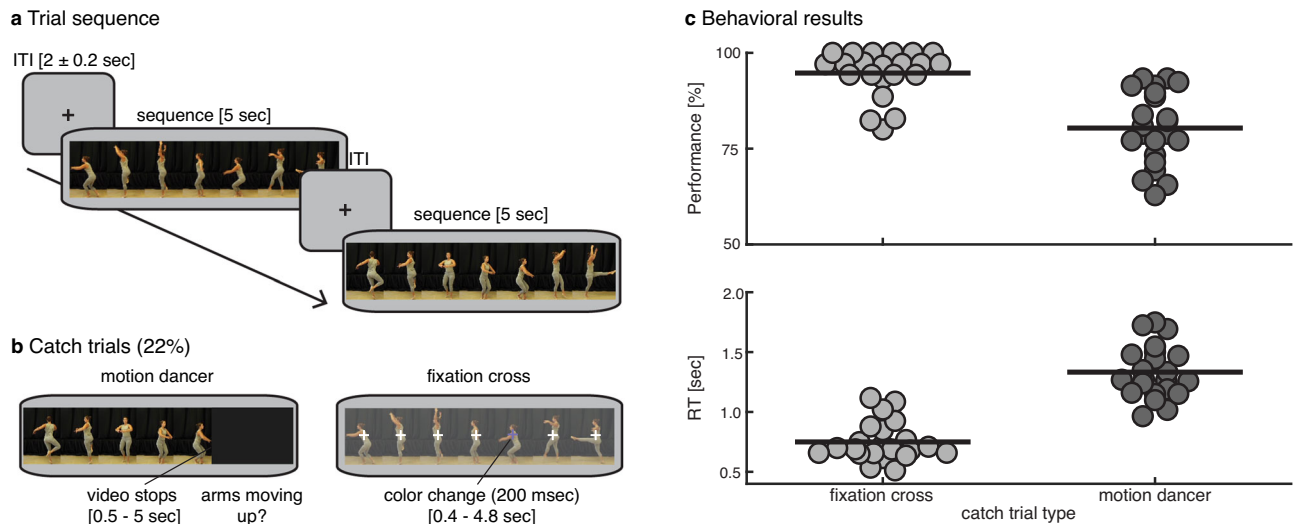 a Trial sequence
ITI [2 ± 0.2 sec]
sequence [5 sec]
ITI
sequence [5 sec]
b Catch trials (22%)
motion dancer
fixation cross
video stops
[0.5 - 5 sec]
arms moving
up?
color change (200 msec)
[0.4 - 4.8 sec]
c Behavioral results
Performance [%]
100
75
50
RT [sec]
2.0
1.5
1.0
0.5
fixation cross
motion dancer
catch trial type